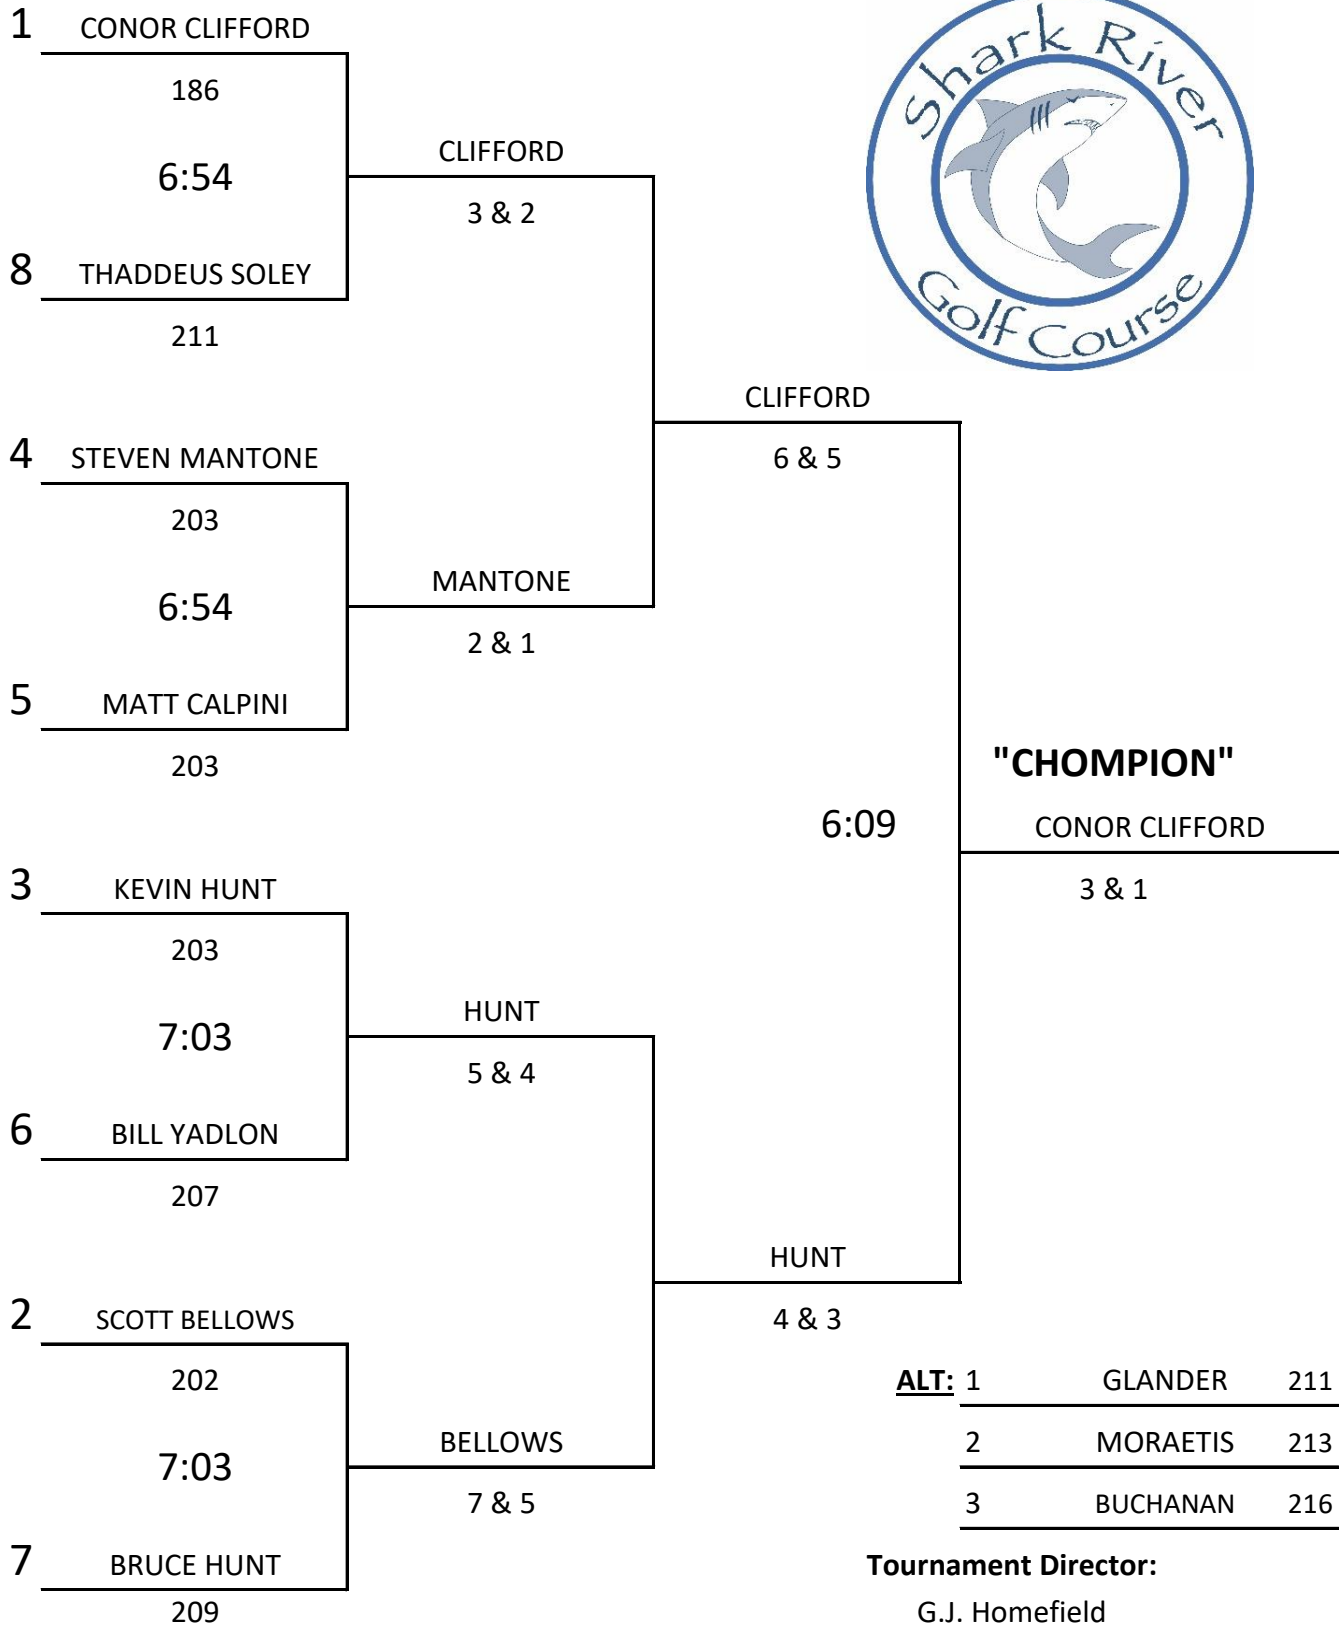 1 CONOR CLIFFORD
186
6:54
8 THADDEUS SOLEY
211
CLIFFORD
3 & 2
4 STEVEN MANTONE
203
6:54
5 MATT CALPINI
203
MANTONE
2 & 1
CLIFFORD
6 & 5
3 KEVIN HUNT
203
7:03
6 BILL YADLON
207
HUNT
5 & 4
2 SCOTT BELLOWS
202
7:03
7 BRUCE HUNT
209
BELLOWS
7 & 5
HUNT
4 & 3
6:09
"CHOMPION"
CONOR CLIFFORD
3 & 1
Shark River
Golf Course
ALT: 1 GLANDER 211
2 MORAETIS 213
3 BUCHANAN 216
Tournament Director:
G.J. Homefield